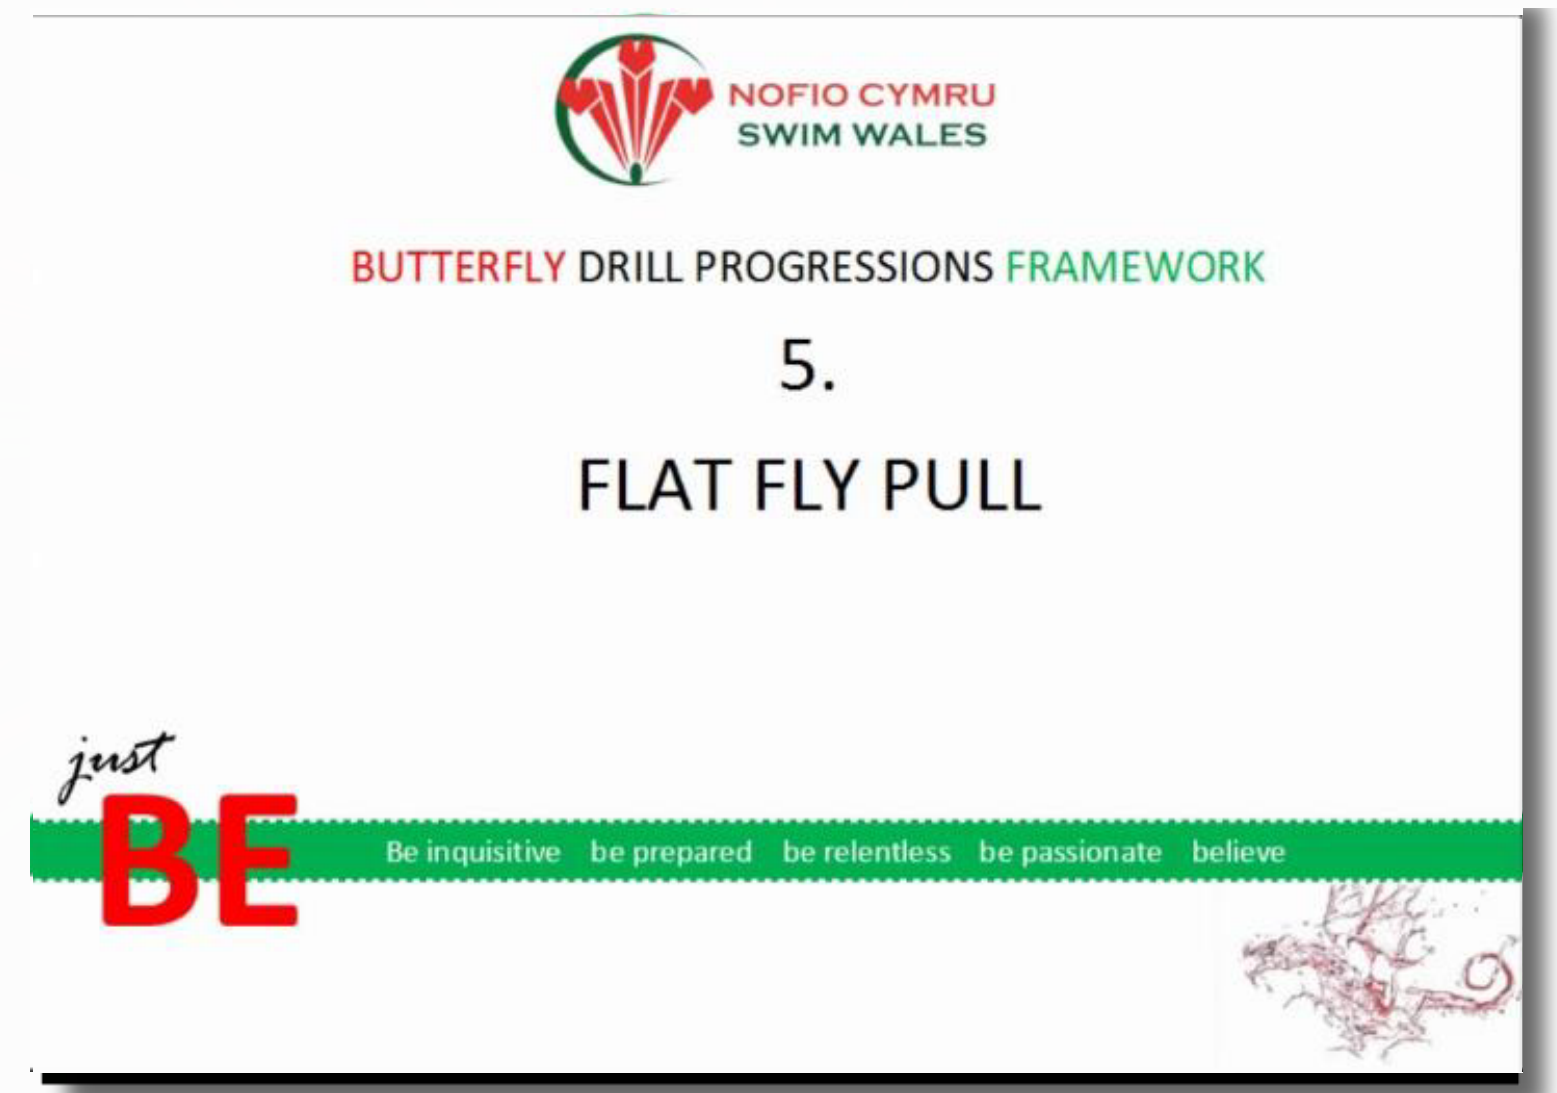 NOFIO CYMRU
SWIM WALES
BUTTERFLY DRILL PROGRESSIONS FRAMEWORK
5.
FLAT FLY PULL
just
BE
Be inquisitive be prepared be relentless be passionate believe